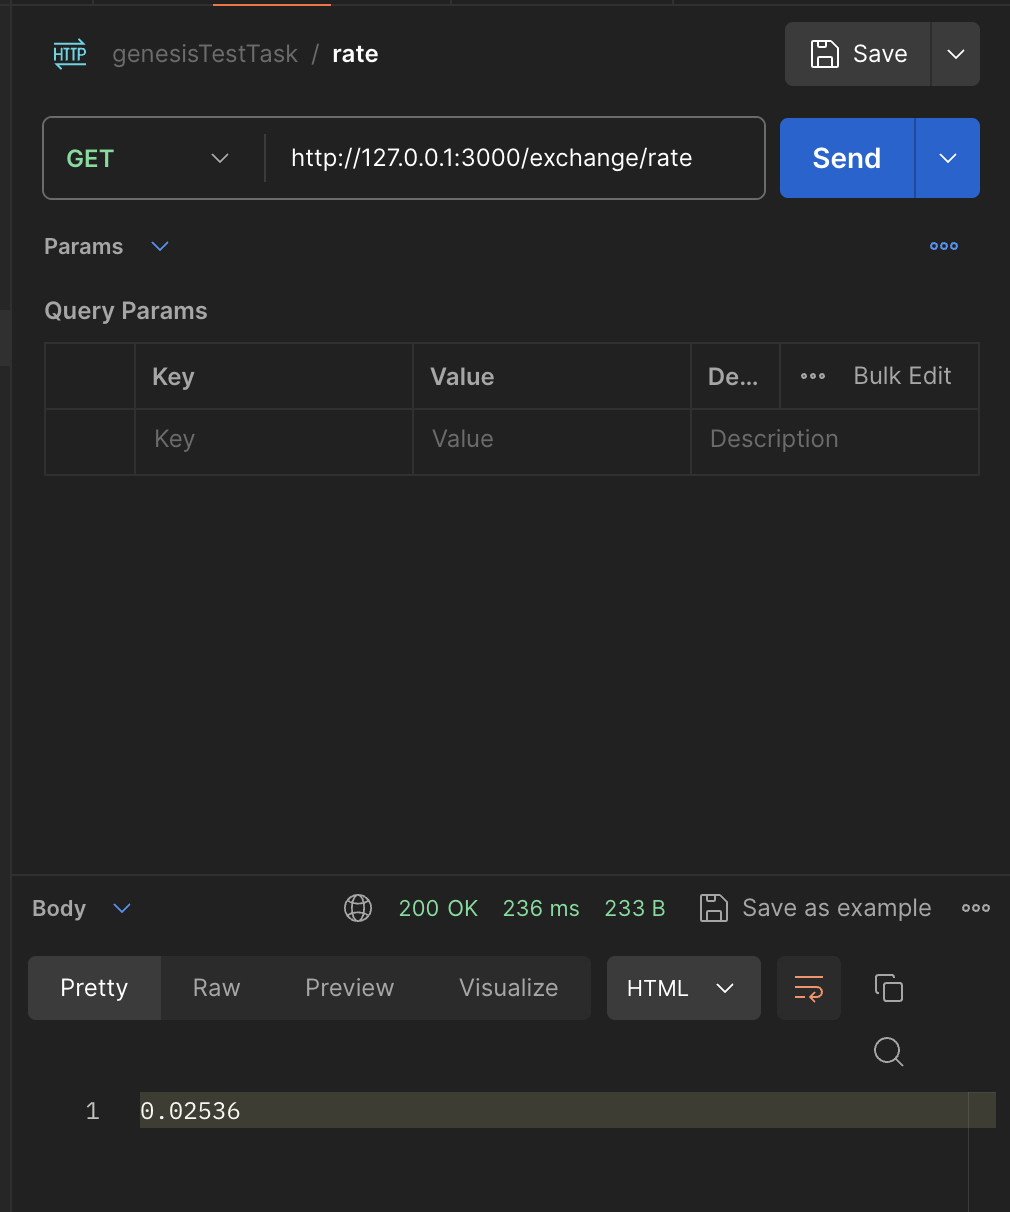 HTTP genesisTestTask / rate Save
GET http://127.0.0.1:3000/exchange/rate Send
Params
Query Params
Key Value De... Bulk Edit
Key Value Description
Body 200 OK 236 ms 233 B Save as example
Pretty Raw Preview Visualize HTML
1 0.02536